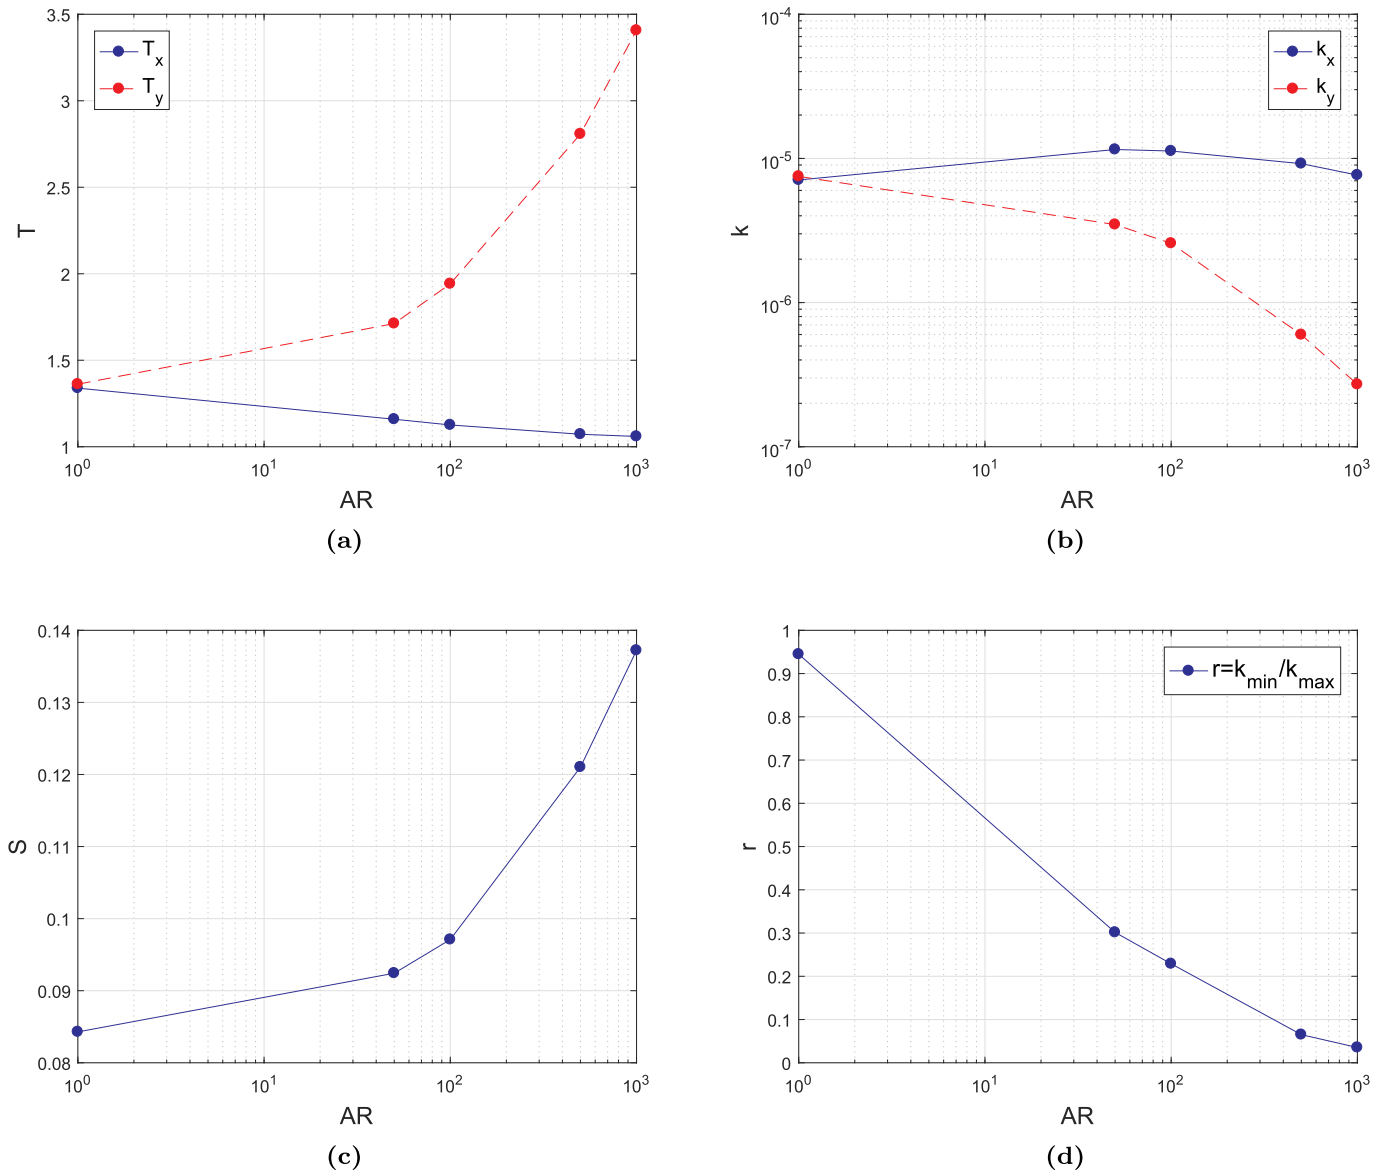 3.5
3
2.5
2
1.5
1
T
T_x
T_y
10^0 10^1 10^2 10^3
AR
(a)
10^-4
10^-5
10^-6
10^-7
k
k_x
k_y
10^0 10^1 10^2 10^3
AR
(b)
0.14
0.13
0.12
0.11
0.1
0.09
0.08
S
10^0 10^1 10^2 10^3
AR
(c)
1
0.9
0.8
0.7
0.6
0.5
0.4
0.3
0.2
0.1
0
r
r=k_min/k_max
10^0 10^1 10^2 10^3
AR
(d)